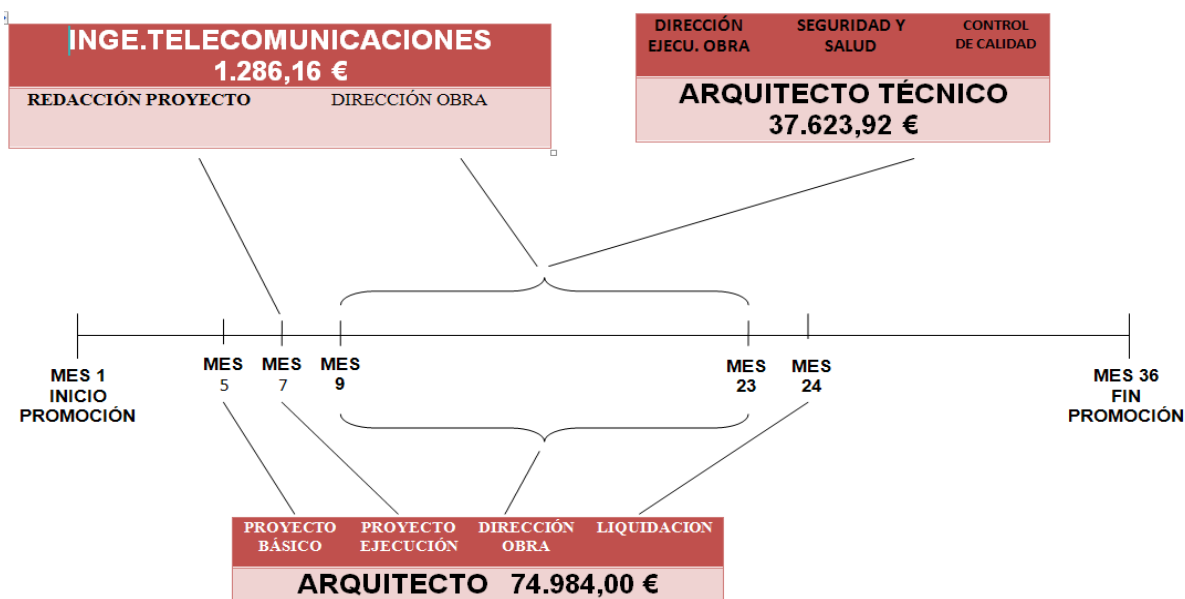 INGE.TELECOMUNICACIONES
1.286,16 €
REDACCIÓN PROYECTO DIRECCIÓN OBRA
DIRECCIÓN EJECU. OBRA
SEGURIDAD Y SALUD
CONTROL DE CALIDAD
ARQUITECTO TÉCNICO
37.623,92 €
MES 1
INICIO
PROMOCIÓN
MES
5
MES
7
MES
9
MES
23
MES
24
MES 36
FIN
PROMOCIÓN
PROYECTO
BÁSICO
PROYECTO
EJECUCIÓN
DIRECCIÓN
OBRA
LIQUIDACION
ARQUITECTO 74.984,00 €